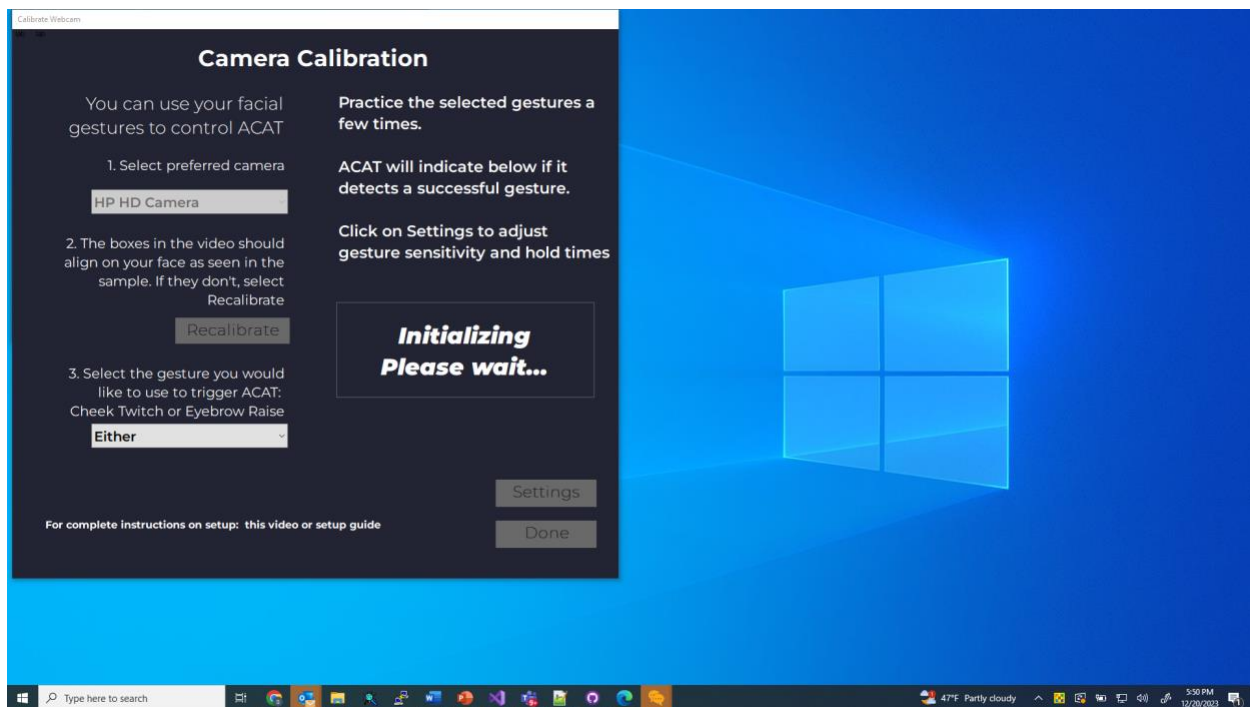 Calibrate Webcam
Camera Calibration
You can use your facial
gestures to control ACAT
1. Select preferred camera
HP HD Camera
2. The boxes in the video should
align on your face as seen in the
sample. If they don't, select
Recalibrate
Recalibrate
3. Select the gesture you would
like to use to trigger ACAT:
Cheek Twitch or Eyebrow Raise
Either
For complete instructions on setup: this video or setup guide
Practice the selected gestures a
few times.
ACAT will indicate below if it
detects a successful gesture.
Click on Settings to adjust
gesture sensitivity and hold times
Initializing
Please wait...
Settings
Done
Type here to search
47°F Partly cloudy
5:50 PM
12/20/2023